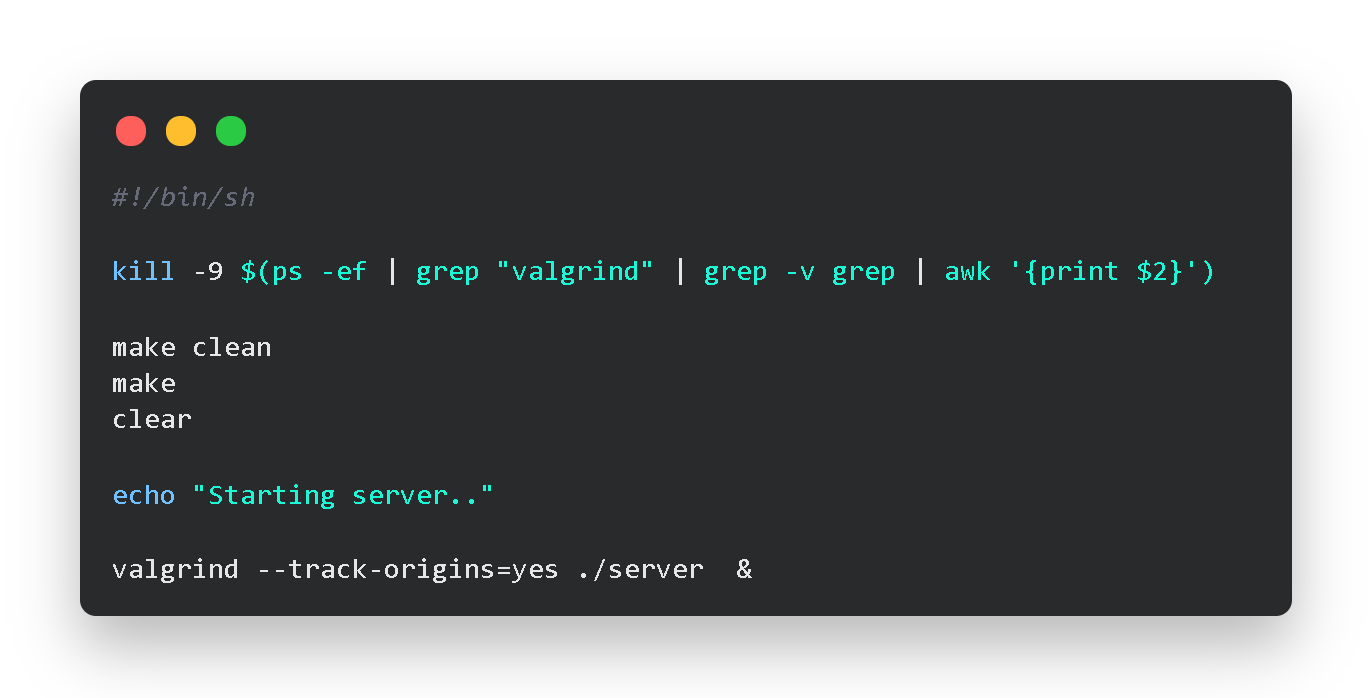 #!/bin/sh
kill -9 $(ps -ef | grep "valgrind" | grep -v grep | awk '{print $2}')
make clean
make
clear
echo "Starting server.."
valgrind --track-origins=yes ./server  &